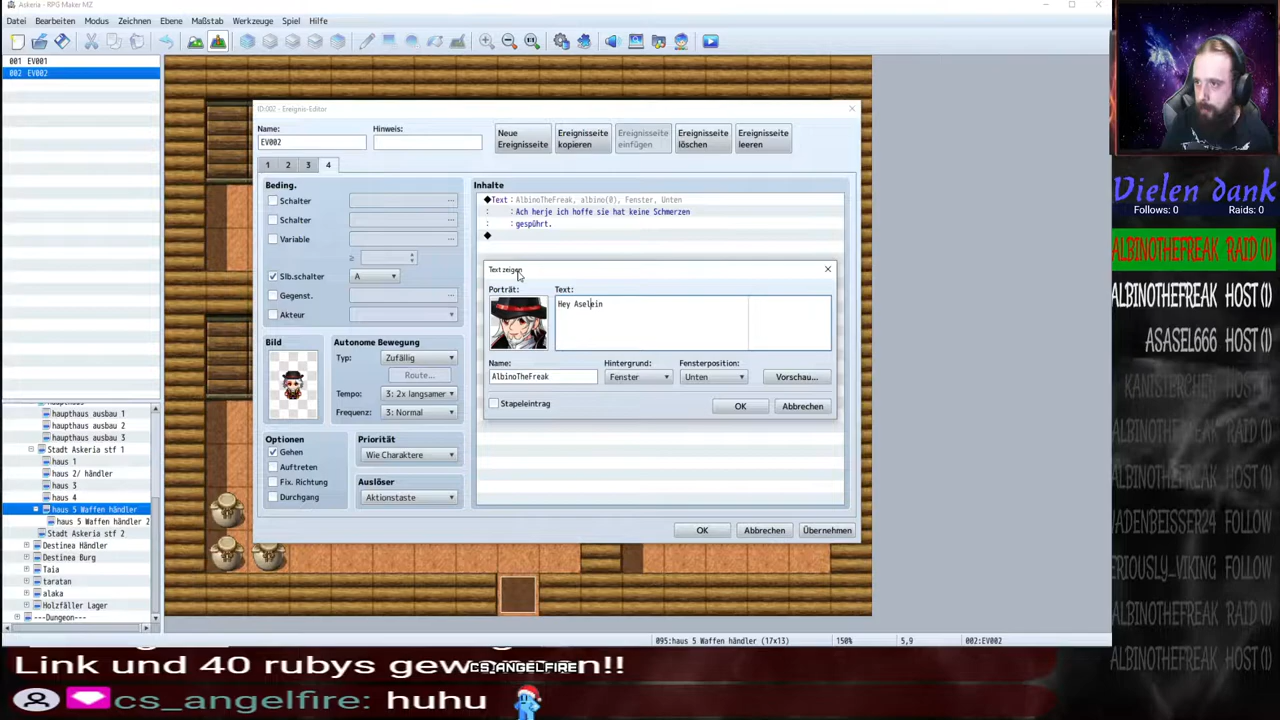 Askeria - RPG Maker MZ
Datei Bearbeiten Modus Zeichnen Ebene Maßstab Werkzeuge Spiel Hilfe
001 EV001
002 EV002
ID:002 - Ereignis-Editor
Name:
Hinweis:
EV002
Neue Ereignisseite
Ereignisseite kopieren
Ereignisseite einfügen
Ereignisseite löschen
Ereignisseite leeren
1 2 3 4
Beding.
Schalter
Schalter
Variable
≥
Slb.schalter A
Gegenst.
Akteur
Bild
Autonome Bewegung
Typ: Zufällig
Route...
Tempo: 3: 2x langsamer
Frequenz: 3: Normal
Optionen
Gehen
Auftreten
Fix. Richtung
Durchgang
Priorität
Wie Charaktere
Auslöser
Aktionstaste
Inhalte
◆Text : AlbinoTheFreak, albino(0), Fenster, Unten
: : Ach herje ich hoffe sie hat keine Schmerzen
: : gespührt.
◆
Text zeigen
Porträt:
Text:
Hey Aselein
Name:
Hintergrund:
Fensterposition:
AlbinoTheFreak
Fenster
Unten
Vorschau...
Stapeleintrag
OK
Abbrechen
OK
Abbrechen
Übernehmen
haupthaus ausbau 1
haupthaus ausbau 2
haupthaus ausbau 3
Stadt Askeria stf 1
haus 1
haus 2/ händler
haus 3
haus 4
haus 5 Waffen händler
haus 5 Waffen händler 2
Stadt Askeria stf 2
Destinea Händler
Destinea Burg
Taia
taratan
alaka
Holzfäller Lager
---Dungeon---
095:haus 5 Waffen händler (17x13)
150%
5,9
002:EV002
Vielen dank
Follows: 0 Raids: 0
ALBINOTHEFREAK RAID ()
ALBINOTHEFREAK HOST ()
ASASEL666 HOST ()
ALBINOTHEFREAK HOST ()
ALBINOTHEFREAK RAID ()
ALBINOTHEFREAK HOST ()
Link und 40 rubys gewonnen!!
CS_ANGELFIRE
cs_angelfire: huhu